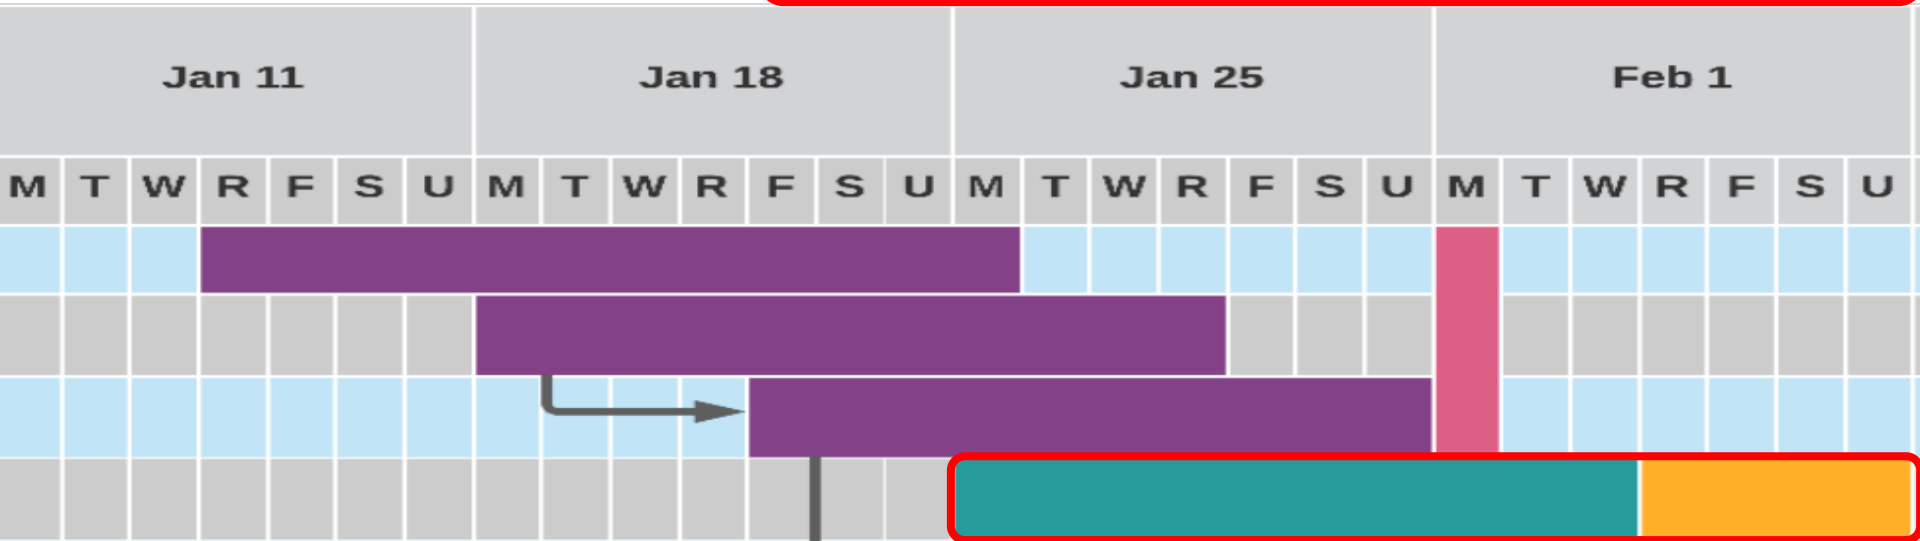 Jan 11 Jan 18 Jan 25 Feb 1
M T W R F S U M T W R F S U M T W R F S U M T W R F S U